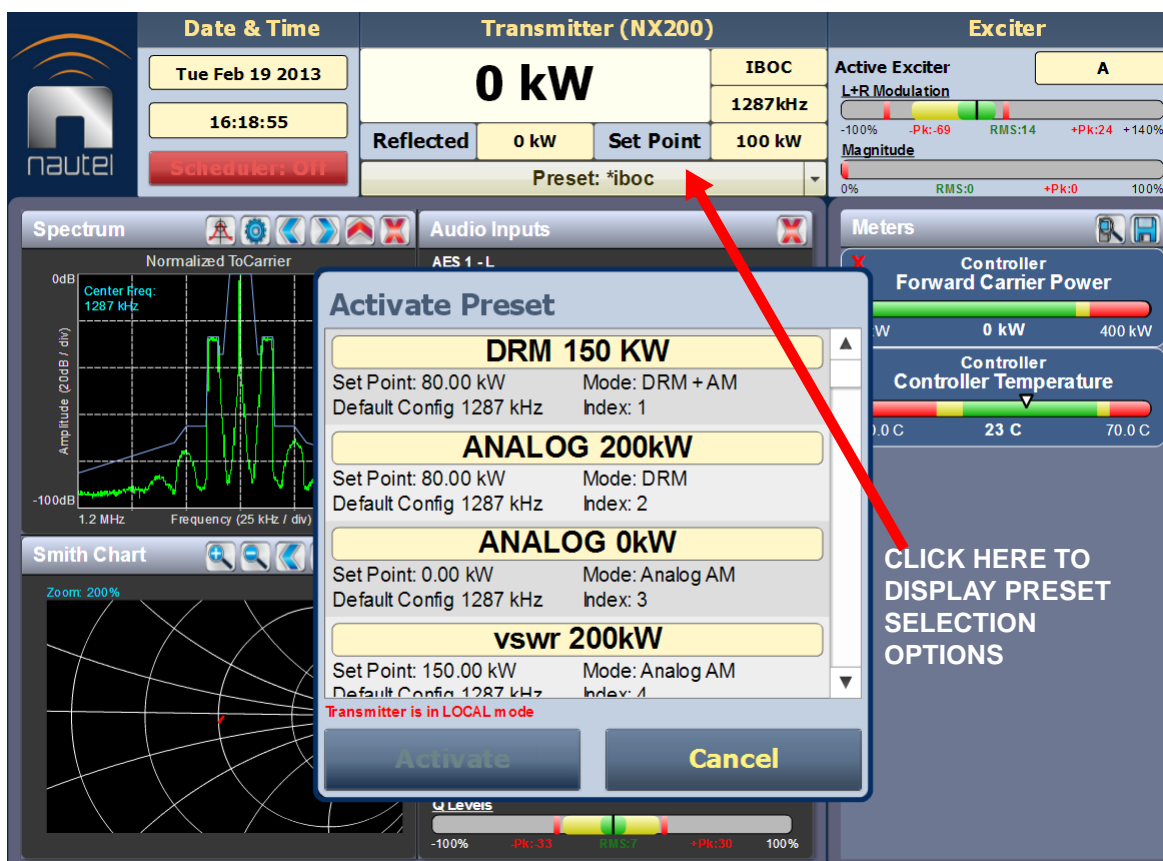 nautel
Date & Time
Tue Feb 19 2013
16:18:55
Scheduler: Off
Transmitter (NX200)
0 kW
IBOC
1287kHz
Reflected
0 kW
Set Point
100 kW
Preset: *iboc
Exciter
Active Exciter
A
L+R Modulation
-100% -Pk:-69 RMS:14 +Pk:24 +140%
Magnitude
0% RMS:0 +Pk:0 100%
Spectrum
Normalized ToCarrier
0dB
Center Freq:
1287 kHz
Amplitude (20dB / div)
-100dB
1.2 MHz Frequency (25 kHz / div)
Smith Chart
Zoom: 200%
Audio Inputs
AES 1 - L
Activate Preset
DRM 150 KW
Set Point: 80.00 kW Mode: DRM + AM
Default Config 1287 kHz Index: 1
ANALOG 200kW
Set Point: 80.00 kW Mode: DRM
Default Config 1287 kHz Index: 2
ANALOG 0kW
Set Point: 0.00 kW Mode: Analog AM
Default Config 1287 kHz Index: 3
vswr 200kW
Set Point: 150.00 kW Mode: Analog AM
Default Config 1287 kHz Index: 4
Transmitter is in LOCAL mode
Activate
Cancel
Q Levels
-100% -Pk:-33 RMS:7 +Pk:30 100%
Meters
Controller
Forward Carrier Power
0 kW 400 kW
Controller
Controller Temperature
23 C 70.0 C
CLICK HERE TO
DISPLAY PRESET
SELECTION
OPTIONS